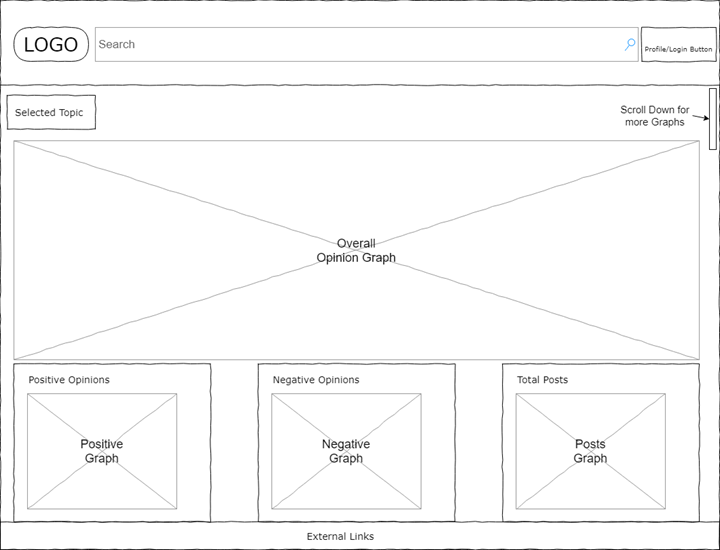 LOGO
Search
Profile/Login Button
Selected Topic
Scroll Down for
more Graphs
Overall
Opinion Graph
Positive Opinions
Negative Opinions
Total Posts
Positive
Graph
Negative
Graph
Posts
Graph
External Links